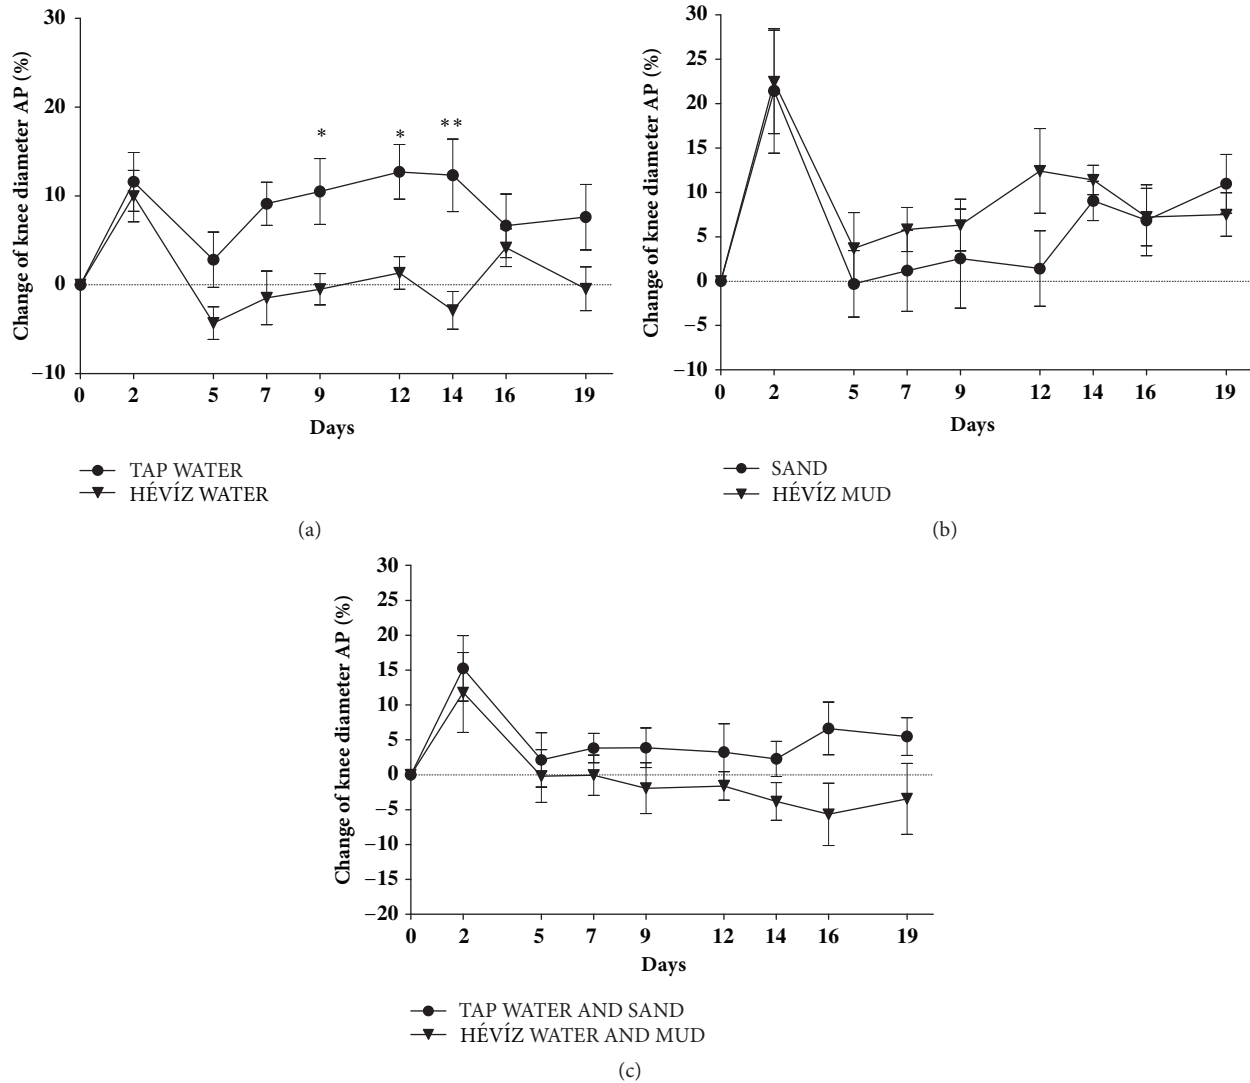 Change of knee diameter AP (%)
30
20
10
0
−10
*
*
**
0 2 5 7 9 12 14 16 19
Days
TAP WATER
HÉVÍZ WATER
(a)
Change of knee diameter AP (%)
30
25
20
15
10
5
0
−5
−10
0 2 5 7 9 12 14 16 19
Days
SAND
HÉVÍZ MUD
(b)
Change of knee diameter AP (%)
30
25
20
15
10
5
0
−5
−10
−15
−20
0 2 5 7 9 12 14 16 19
Days
TAP WATER AND SAND
HÉVÍZ WATER AND MUD
(c)